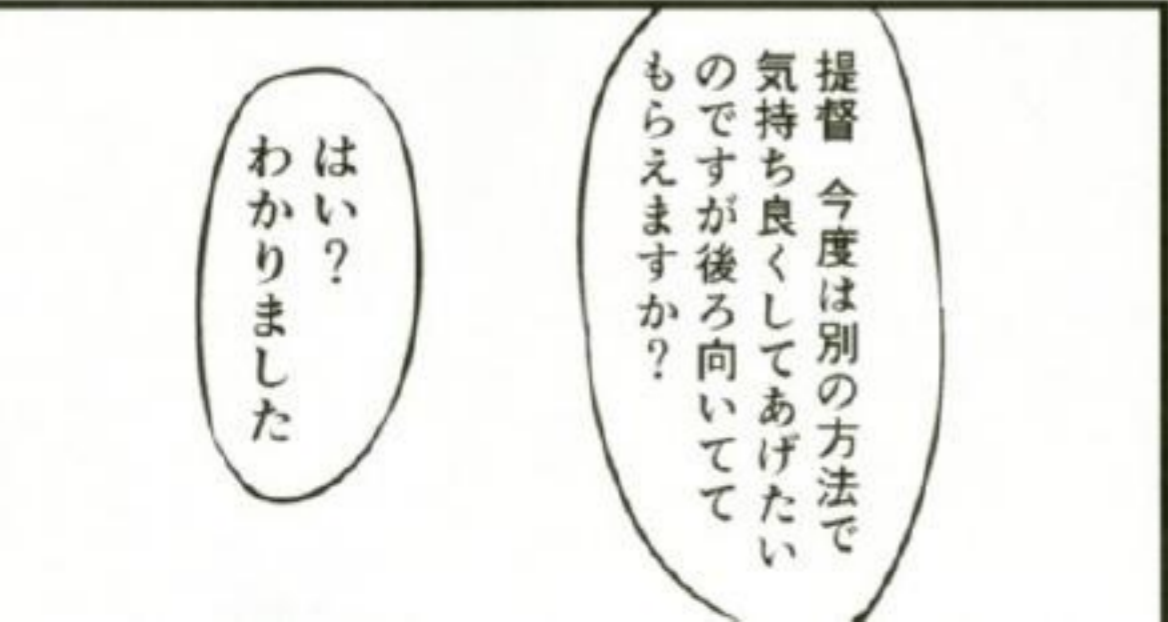 提督　今度は別の方法で
気持ち良くしてあげたい
のですが後ろ向いてて
もらえますか？
はい？
わかりました